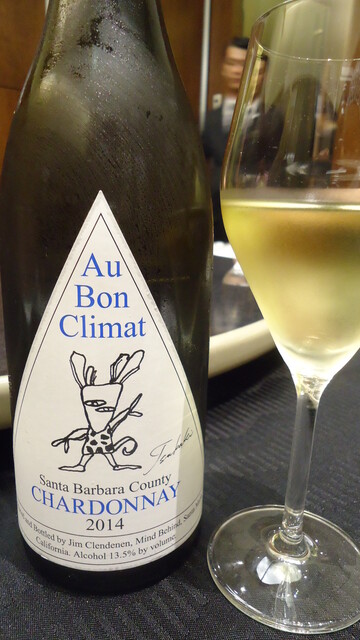 Au
Bon
Climat
Santa Barbara County
CHARDONNAY
2014
and Bottled by Jim Clendenen, Mind Behind, Santa
California. Alcohol 13.5% by volume